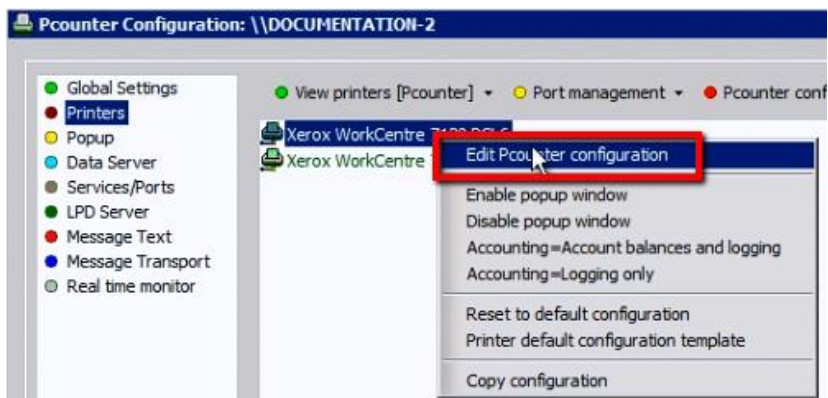 Pcounter Configuration: \\DOCUMENTATION-2
Global Settings
Printers
Popup
Data Server
Services/Ports
LPD Server
Message Text
Message Transport
Real time monitor
View printers [Pcounter] Port management Pcounter conf
Xerox WorkCentre
Xerox WorkCentre
Edit Pcounter configuration
Enable popup window
Disable popup window
Accounting=Account balances and logging
Accounting=Logging only
Reset to default configuration
Printer default configuration template
Copy configuration